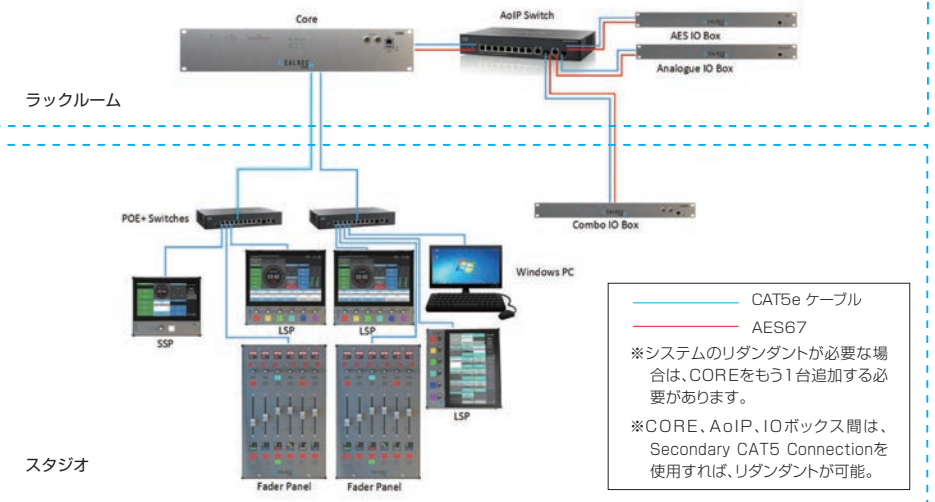 Core
AoIP Switch
AES IO Box
Analogue IO Box
ラックルーム
POE+ Switches
Combo IO Box
Windows PC
SSP
LSP
LSP
LSP
Fader Panel
Fader Panel
スタジオ
CAT5e ケーブル
AES67
※システムのリダンダントが必要な場
合は、COREをもう1台追加する必
要があります。
※CORE、AoIP、IOボックス間は、
Secondary CAT5 Connectionを
使用すれば、リダンダントが可能。